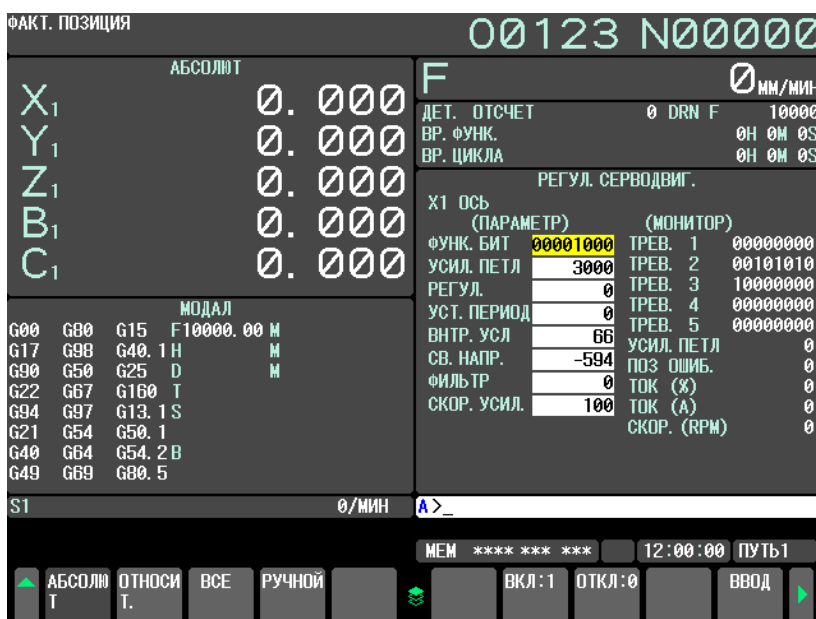 ФАКТ. ПОЗИЦИЯ
O0123 N00000
АБСОЛЮТ
X1 0. 000
Y1 0. 000
Z1 0. 000
B1 0. 000
C1 0. 000
F 0 ММ/МИН
ДЕТ. ОТСЧЕТ 0 DRN F 10000
ВР. ФУНК. 0H 0M 0S
ВР. ЦИКЛА 0H 0M 0S
МОДАЛ
G00 G80 G15 F10000. 00 M
G17 G98 G40. 1 H M
G90 G50 G25 D M
G22 G67 G160 T
G94 G97 G13. 1 S
G21 G54 G50. 1
G40 G64 G54. 2 B
G49 G69 G80. 5
S1 0/МИН
РЕГУЛ. СЕРВОДВИГ.
X1 ОСЬ
(ПАРАМЕТР) (МОНИТОР)
ФУНК. БИТ 00001000 ТРЕВ. 1 00000000
УСИЛ. ПЕТЛ 3000 ТРЕВ. 2 00101010
РЕГУЛ. 0 ТРЕВ. 3 10000000
УСТ. ПЕРИОД 0 ТРЕВ. 4 00000000
ВНТР. УСЛ 66 ТРЕВ. 5 00000000
СВ. НАПР. -594 УСИЛ. ПЕТЛ 0
ФИЛЬТР 0 ПОЗ ОШИБ. 0
СКОР. УСИЛ. 100 ТОК (%) 0
ТОК (A) 0
СКОР. (RPM) 0
A >_
MEM **** *** *** 12:00:00 ПУТЬ1
АБСОЛЮ
Т
ОТНОСИ
Т.
ВСЕ
РУЧНОЙ
ВКЛ:1
ОТКЛ:0
ВВОД